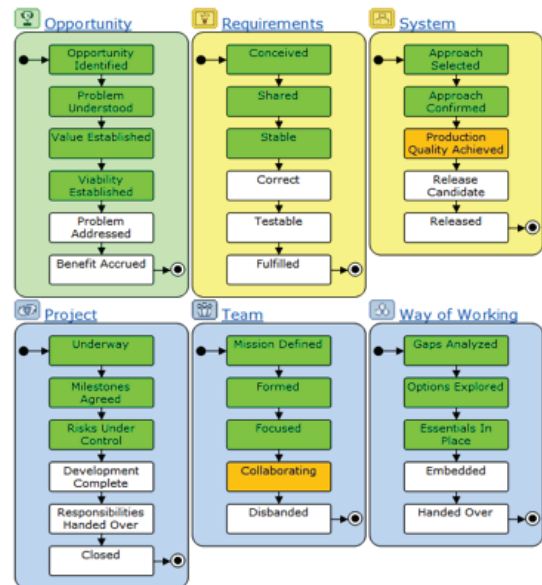 Opportunity
Opportunity
Identified
Problem
Understood
Value Established
Viability
Established
Problem
Addressed
Benefit Accrued
Requirements
Conceived
Shared
Stable
Correct
Testable
Fulfilled
System
Approach
Selected
Approach
Confirmed
Production
Quality Achieved
Release
Candidate
Released
Project
Underway
Milestones
Agreed
Risks Under
Control
Development
Complete
Responsibilities
Handed Over
Closed
Team
Mission Defined
Formed
Focused
Collaborating
Disbanded
Way of Working
Gaps Analyzed
Options Explored
Essentials In
Place
Embedded
Handed Over